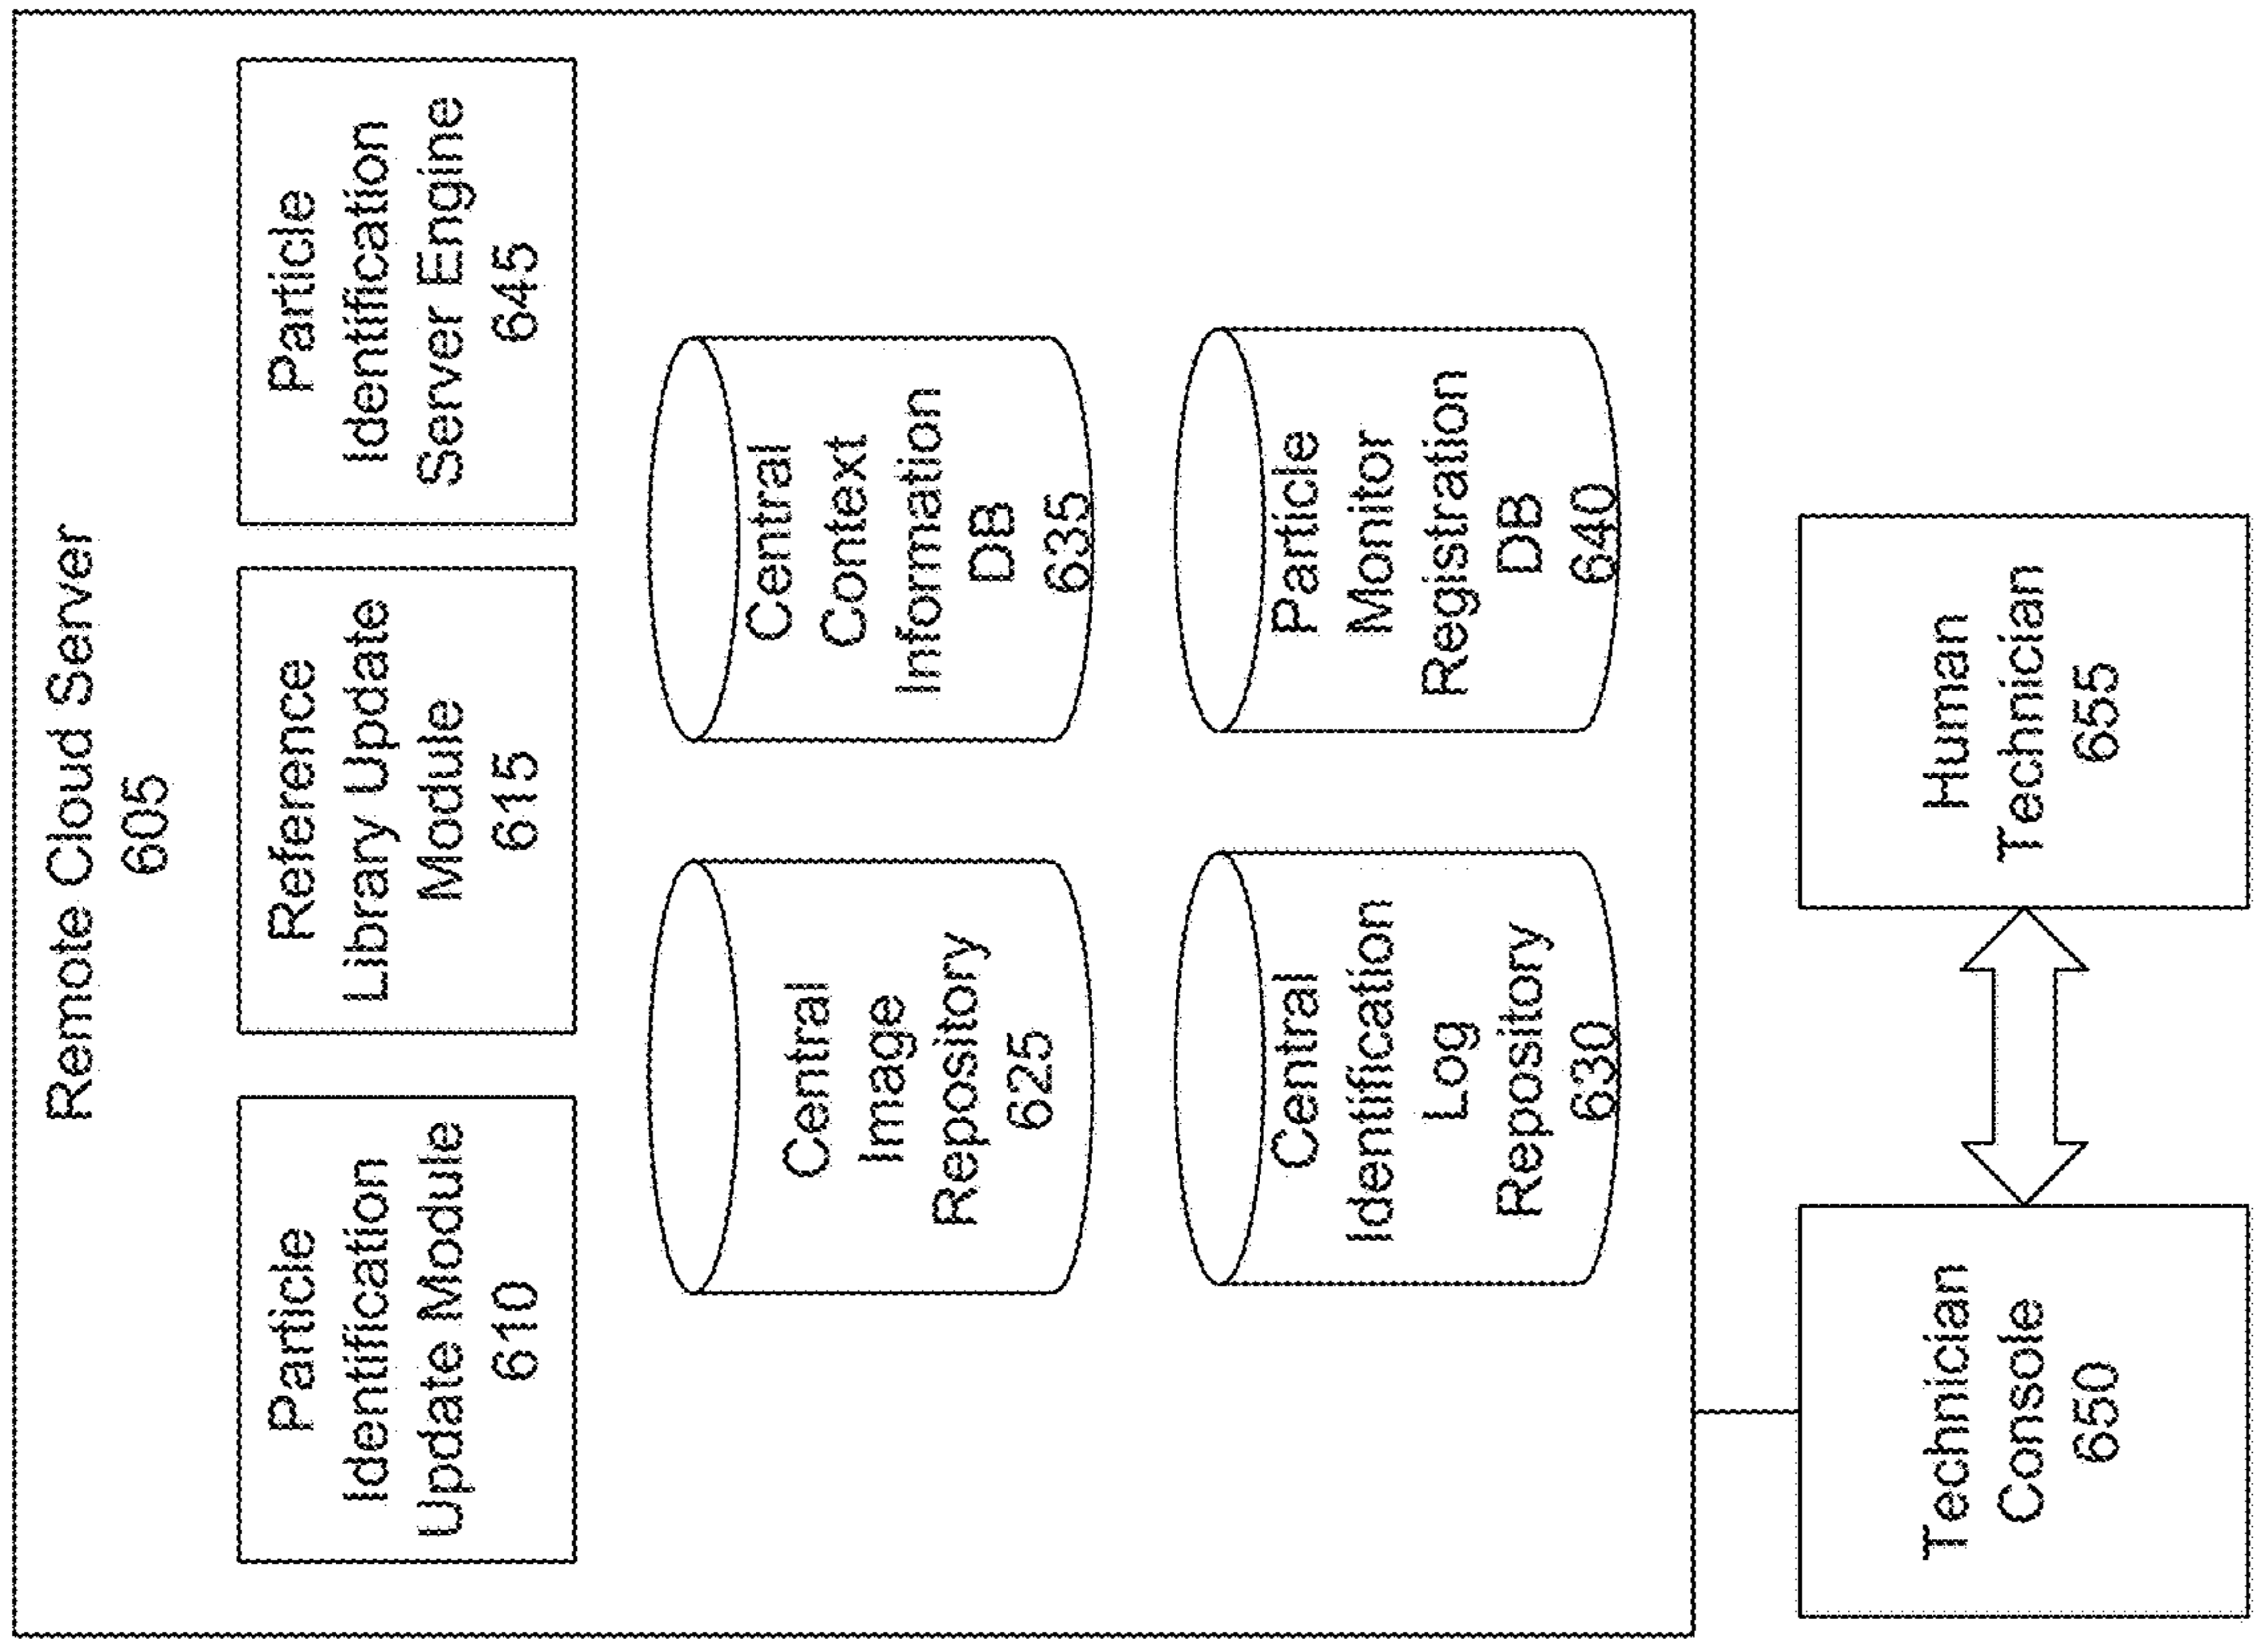 Remote Cloud Server
605
Particle
Identification
Update Module
610
Reference
Library Update
Module
615
Particle
Identification
Server Engine
645
Central
Image
Repository
625
Central
Context
Information
DB
635
Central
Identification
Log
Repository
630
Particle
Monitor
Registration
DB
640
Technician
Console
650
Human
Technician
655